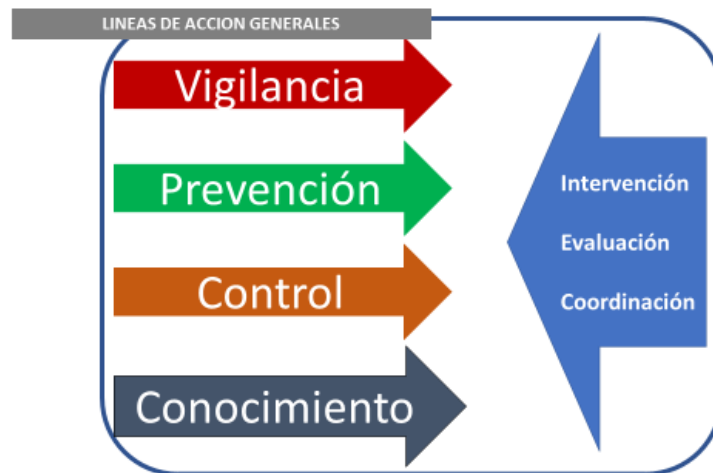 LINEAS DE ACCION GENERALES
Vigilancia
Prevención
Control
Conocimiento
Intervención
Evaluación
Coordinación